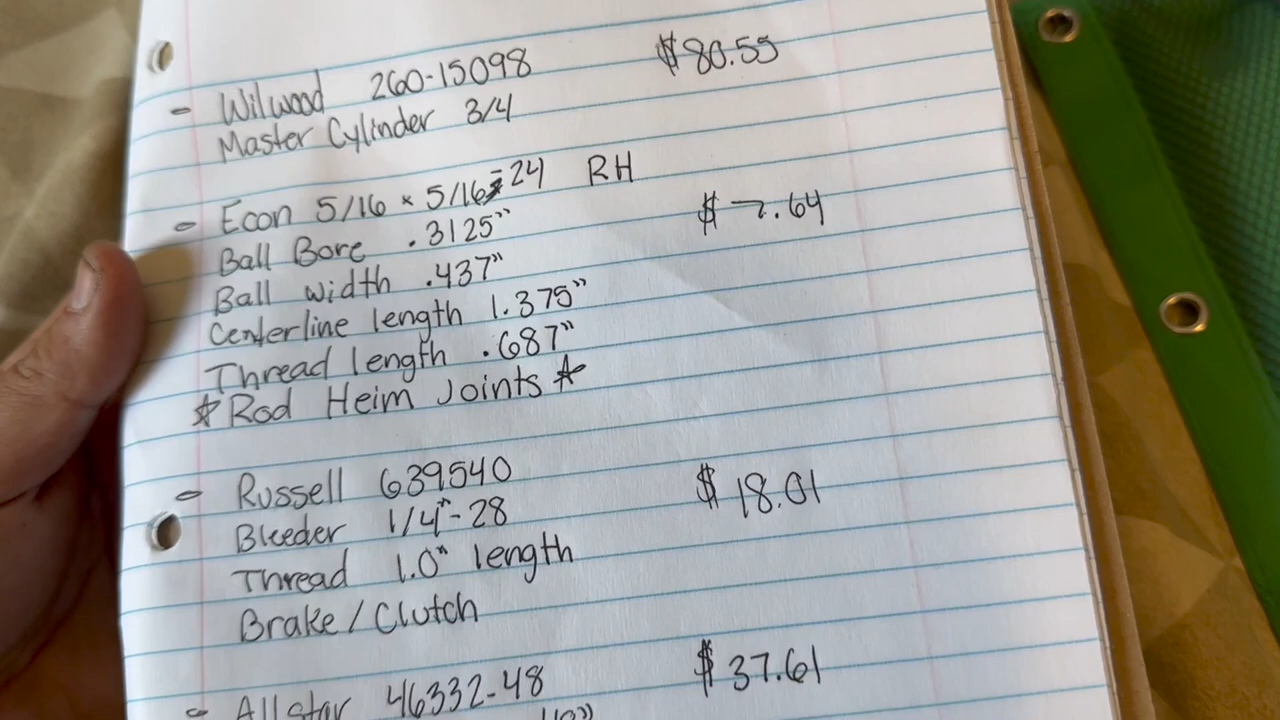 - Wilwood 260-15098 $80.55
Master Cylinder 3/4
- Econ 5/16 x 5/16-24 RH
Ball Bore .3125" $7.64
Ball width .437"
Centerline length 1.375"
Thread length .687"
☆ Rod Heim Joints ☆
- Russell 639540 $18.01
Bleeder 1/4"-28
Thread 1.0" length
Brake/Clutch
- Allstar 46332-48 $37.61